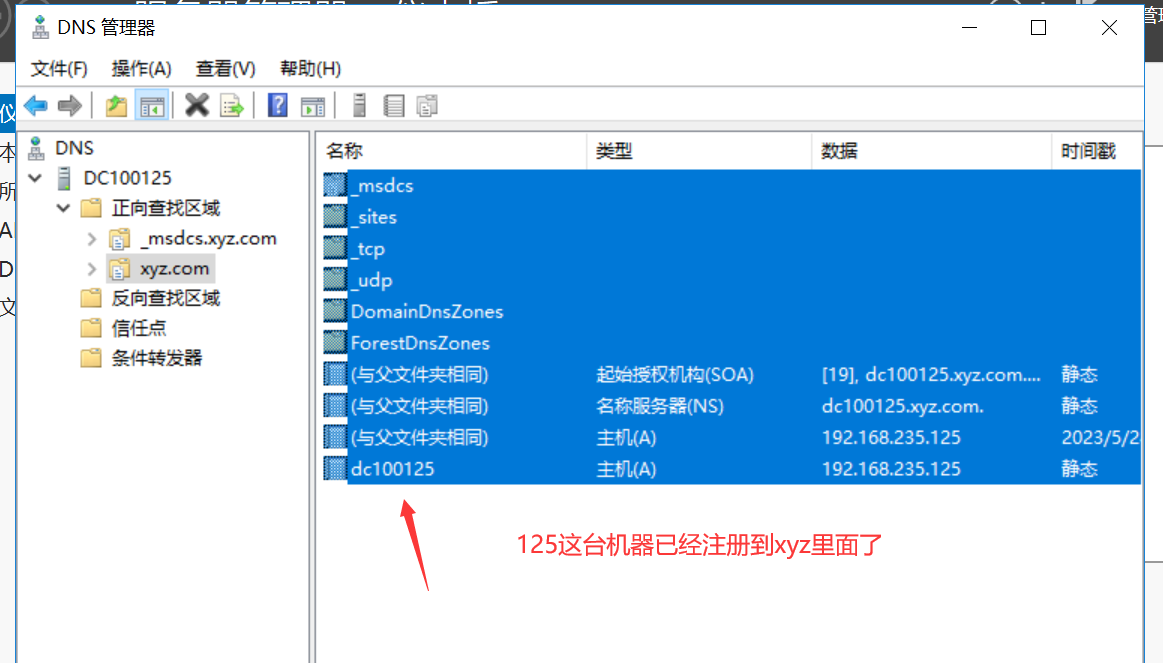 DNS 管理器
文件(F) 操作(A) 查看(V) 帮助(H)
DNS
DC100125
正向查找区域
_msdcs.xyz.com
xyz.com
反向查找区域
信任点
条件转发器
名称 类型 数据 时间戳
_msdcs
_sites
_tcp
_udp
DomainDnsZones
ForestDnsZones
(与父文件夹相同) 起始授权机构(SOA) [19], dc100125.xyz.com.... 静态
(与父文件夹相同) 名称服务器(NS) dc100125.xyz.com. 静态
(与父文件夹相同) 主机(A) 192.168.235.125 2023/5/2
dc100125 主机(A) 192.168.235.125 静态
125这台机器已经注册到xyz里面了